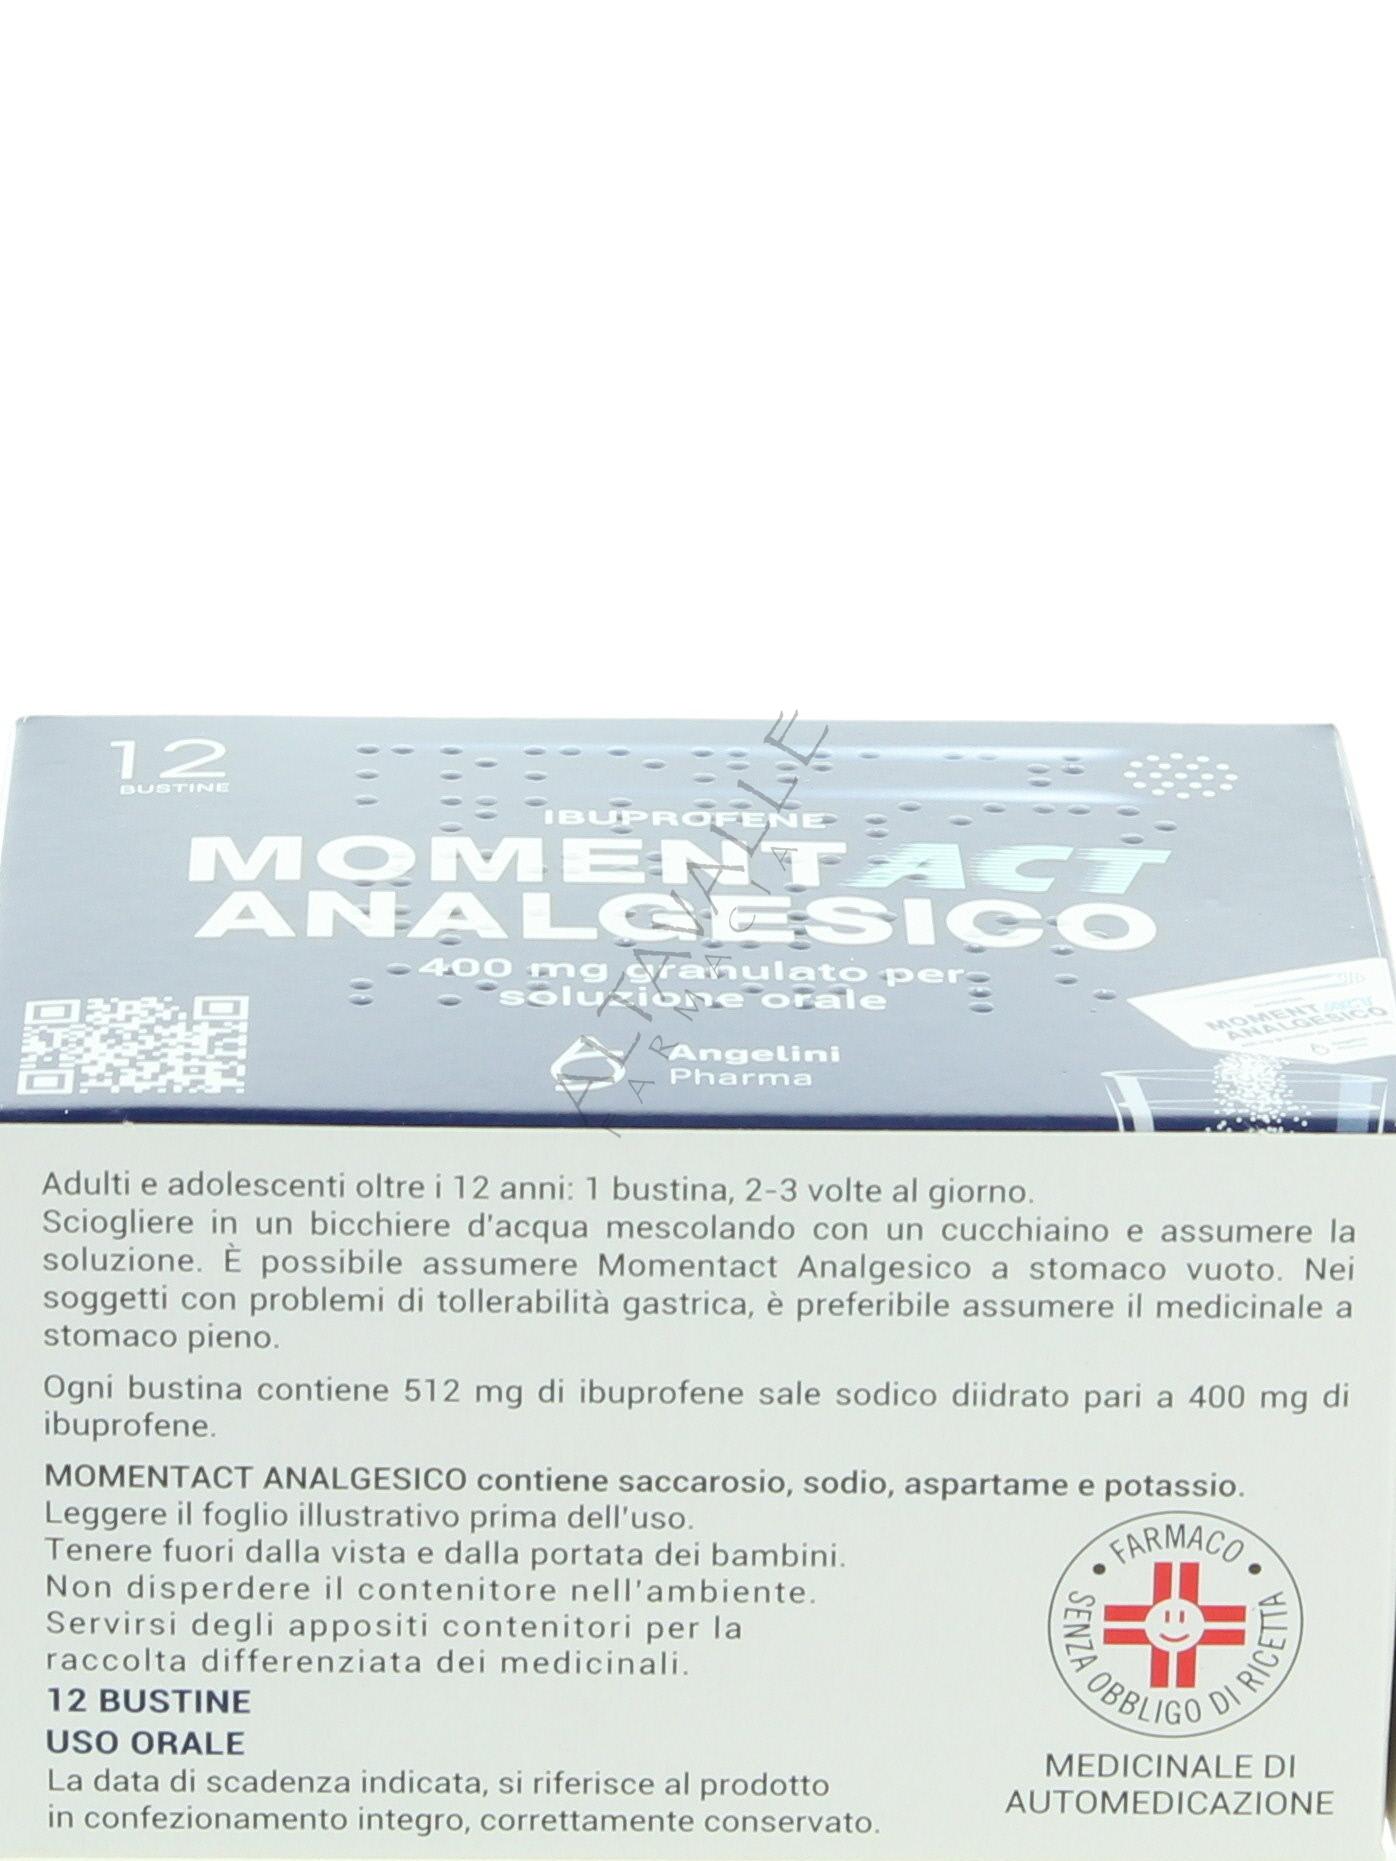 12
BUSTINE
IBUPROFENE
MOMENTACT
ANALGESICO
400 mg granulato per
soluzione orale
Angelini
Pharma
MOMENTACT
ANALGESICO
ALTAVALLE
FARMACIA
Adulti e adolescenti oltre i 12 anni: 1 bustina, 2-3 volte al giorno.
Sciogliere in un bicchiere d'acqua mescolando con un cucchiaino e assumere la
soluzione. È possibile assumere Momentact Analgesico a stomaco vuoto. Nei
soggetti con problemi di tollerabilità gastrica, è preferibile assumere il medicinale a
stomaco pieno.
Ogni bustina contiene 512 mg di ibuprofene sale sodico diidrato pari a 400 mg di
ibuprofene.
MOMENTACT ANALGESICO contiene saccarosio, sodio, aspartame e potassio.
Leggere il foglio illustrativo prima dell'uso.
Tenere fuori dalla vista e dalla portata dei bambini.
Non disperdere il contenitore nell'ambiente.
Servirsi degli appositi contenitori per la
raccolta differenziata dei medicinali.
12 BUSTINE
USO ORALE
La data di scadenza indicata, si riferisce al prodotto
in confezionamento integro, correttamente conservato.
FARMACO
SENZA OBBLIGO DI RICETTA
MEDICINALE DI
AUTOMEDICAZIONE